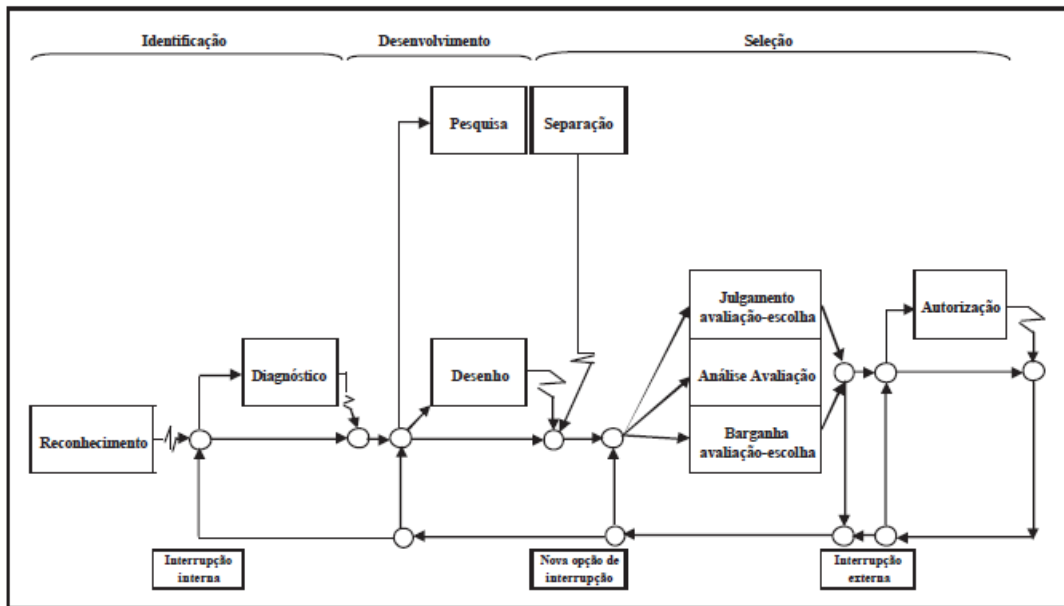 Identificação
Desenvolvimento
Seleção
Pesquisa
Separação
Julgamento
avaliação-escolha
Autorização
Diagnóstico
Desenho
Análise Avaliação
Reconhecimento
Barganha
avaliação-escolha
Interrupção
interna
Nova opção de
interrupção
Interrupção
externa